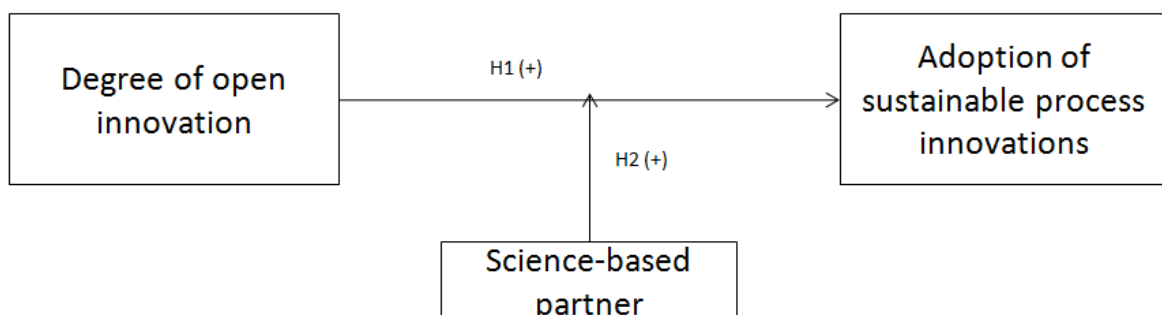 Degree of open
innovation
H1 (+)
Adoption of
sustainable process
innovations
H2 (+)
Science-based
partner